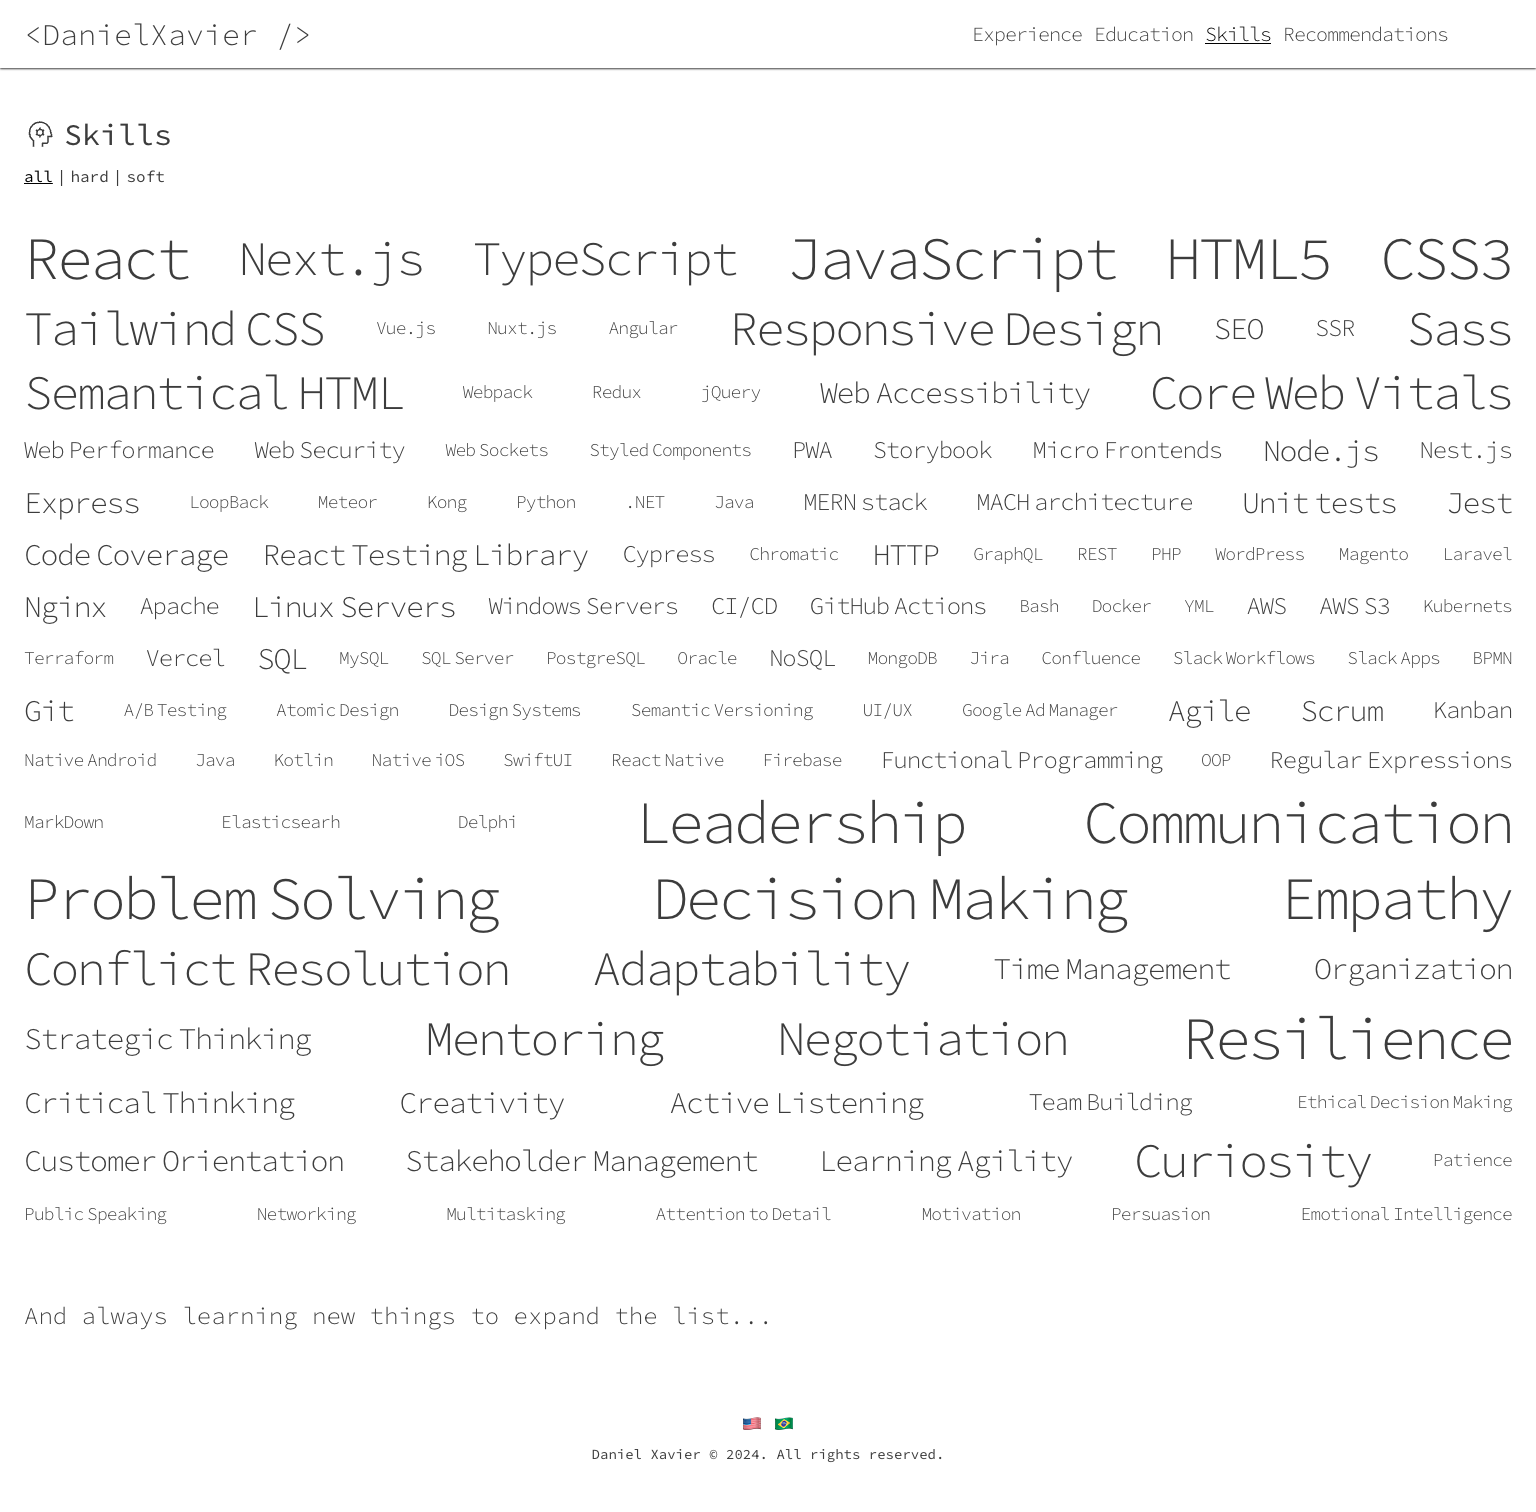 <DanielXavier />
Experience Education Skills Recommendations
Skills
all | hard | soft
React Next.js TypeScript JavaScript HTML5 CSS3
Tailwind CSS Vue.js Nuxt.js Angular Responsive Design SEO SSR Sass
Semantical HTML Webpack Redux jQuery Web Accessibility Core Web Vitals
Web Performance Web Security Web Sockets Styled Components PWA Storybook Micro Frontends Node.js Nest.js
Express LoopBack Meteor Kong Python .NET Java MERN stack MACH architecture Unit tests Jest
Code Coverage React Testing Library Cypress Chromatic HTTP GraphQL REST PHP WordPress Magento Laravel
Nginx Apache Linux Servers Windows Servers CI/CD GitHub Actions Bash Docker YML AWS AWS S3 Kubernets
Terraform Vercel SQL MySQL SQL Server PostgreSQL Oracle NoSQL MongoDB Jira Confluence Slack Workflows Slack Apps BPMN
Git A/B Testing Atomic Design Design Systems Semantic Versioning UI/UX Google Ad Manager Agile Scrum Kanban
Native Android Java Kotlin Native iOS SwiftUI React Native Firebase Functional Programming OOP Regular Expressions
MarkDown Elasticsearh Delphi Leadership Communication
Problem Solving Decision Making Empathy
Conflict Resolution Adaptability Time Management Organization
Strategic Thinking Mentoring Negotiation Resilience
Critical Thinking Creativity Active Listening Team Building Ethical Decision Making
Customer Orientation Stakeholder Management Learning Agility Curiosity Patience
Public Speaking Networking Multitasking Attention to Detail Motivation Persuasion Emotional Intelligence
And always learning new things to expand the list...
Daniel Xavier © 2024. All rights reserved.